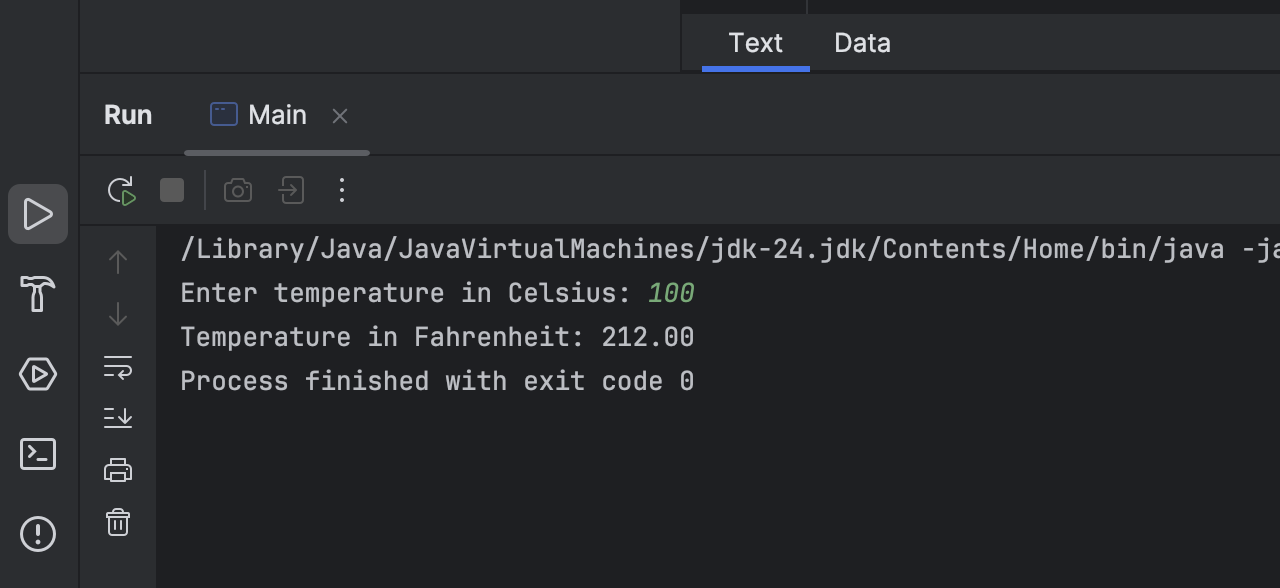 Text Data
Run Main
/Library/Java/JavaVirtualMachines/jdk-24.jdk/Contents/Home/bin/java -ja
Enter temperature in Celsius: 100
Temperature in Fahrenheit: 212.00
Process finished with exit code 0